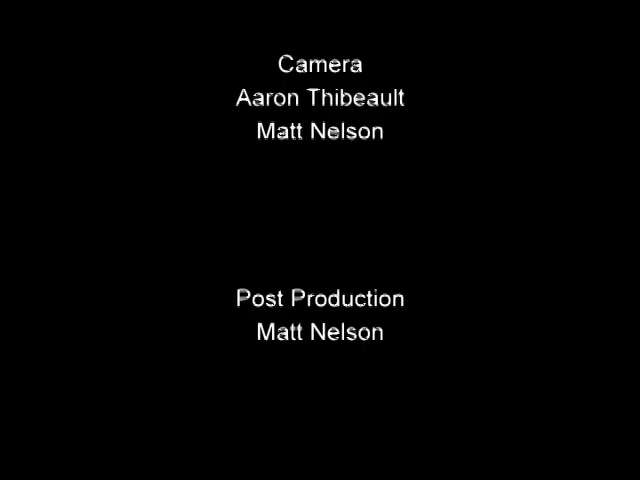 Camera
Aaron Thibeault
Matt Nelson
Post Production
Matt Nelson